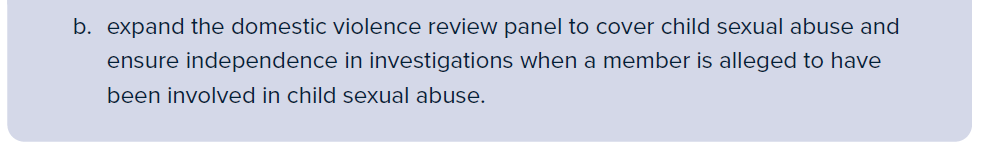 b. expand the domestic violence review panel to cover child sexual abuse and
ensure independence in investigations when a member is alleged to have
been involved in child sexual abuse.